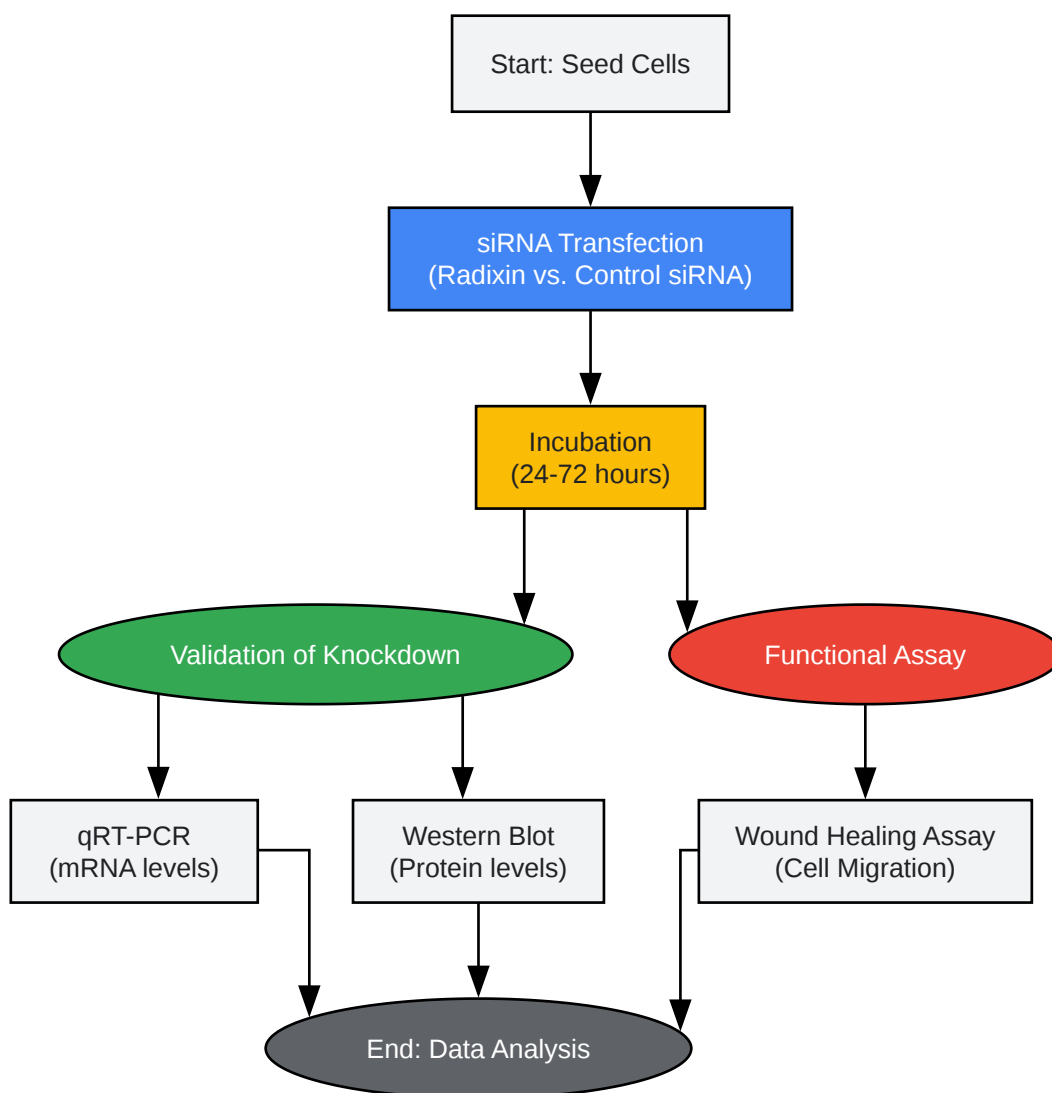 Start: Seed Cells
siRNA Transfection
(Radixin vs. Control siRNA)
Incubation
(24-72 hours)
Validation of Knockdown
Functional Assay
qRT-PCR
(mRNA levels)
Western Blot
(Protein levels)
Wound Healing Assay
(Cell Migration)
End: Data Analysis